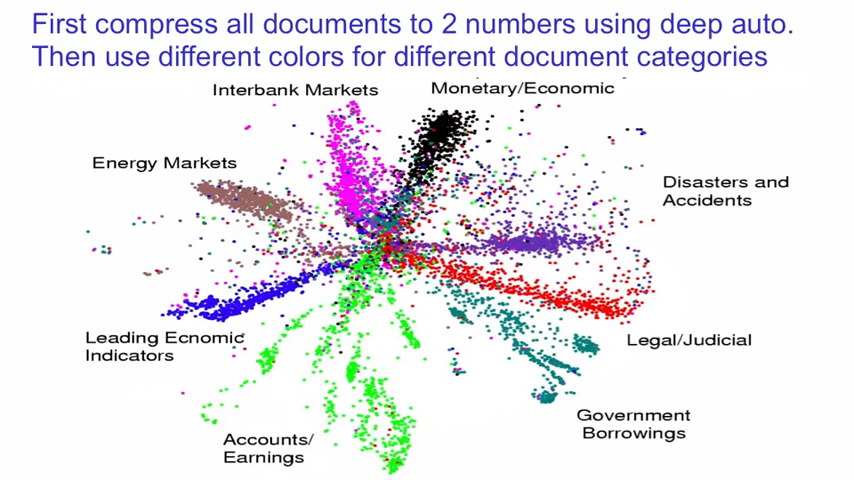 First compress all documents to 2 numbers using deep auto.
Then use different colors for different document categories
Interbank Markets
Monetary/Economic
Energy Markets
Disasters and
Accidents
Leading Ecnomic
Indicators
Legal/Judicial
Government
Borrowings
Accounts/
Earnings